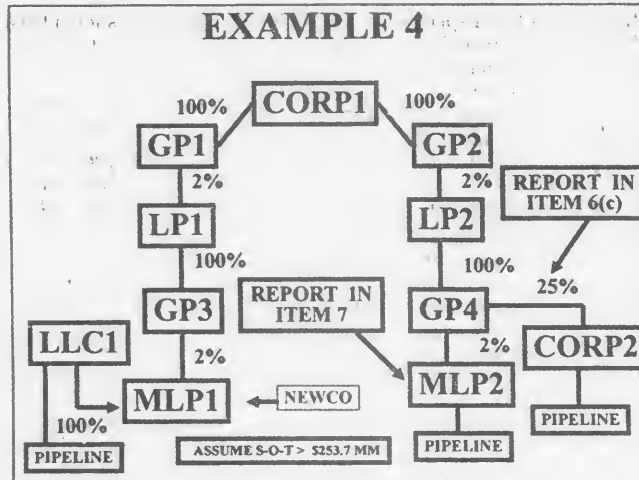 EXAMPLE 4
100%
CORP1
100%
GP1
GP2
2%
2%
REPORT IN
ITEM 6(c)
LP1
LP2
100%
100%
25%
REPORT IN
ITEM 7
GP3
GP4
LLC1
2%
2%
CORP2
MLP1
NEWCO
MLP2
100%
PIPELINE
PIPELINE
PIPELINE
ASSUME S-O-T > $253.7 MM